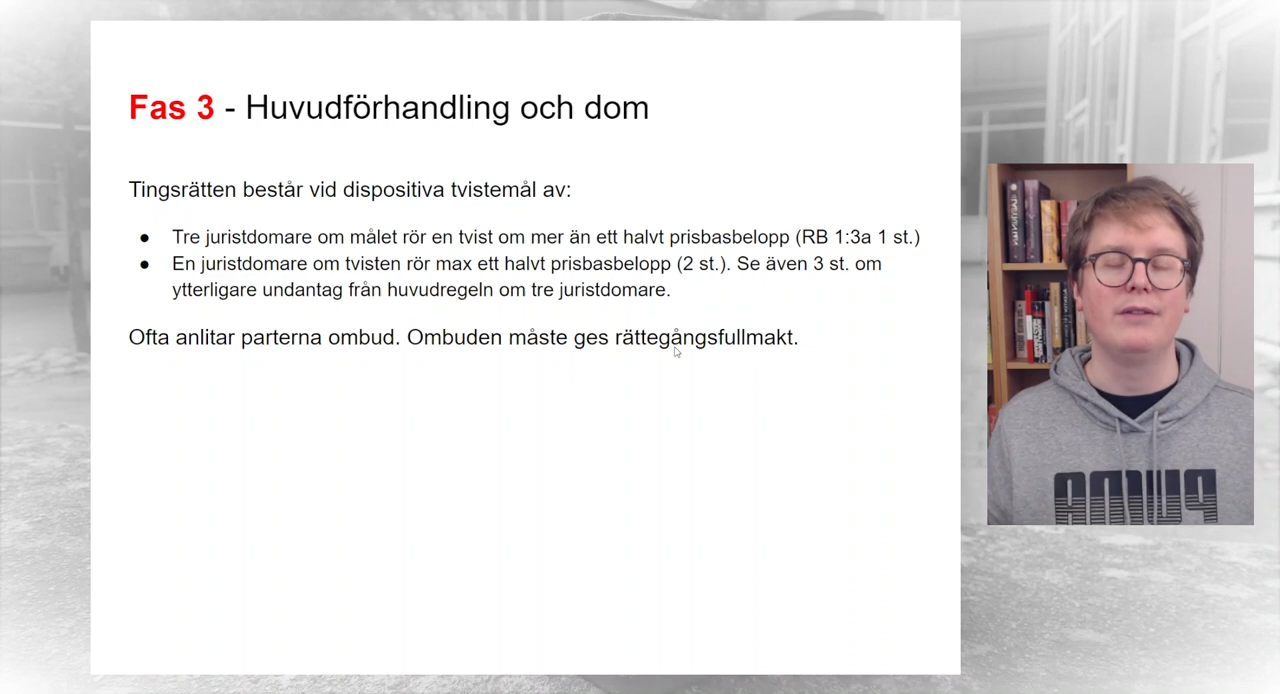 Fas 3 - Huvudförhandling och dom
Tingsrätten består vid dispositiva tvistemål av:
● Tre juristdomare om målet rör en tvist om mer än ett halvt prisbasbelopp (RB 1:3a 1 st.)
● En juristdomare om tvisten rör max ett halvt prisbasbelopp (2 st.). Se även 3 st. om
ytterligare undantag från huvudregeln om tre juristdomare.
Ofta anlitar parterna ombud. Ombuden måste ges rättegångsfullmakt.